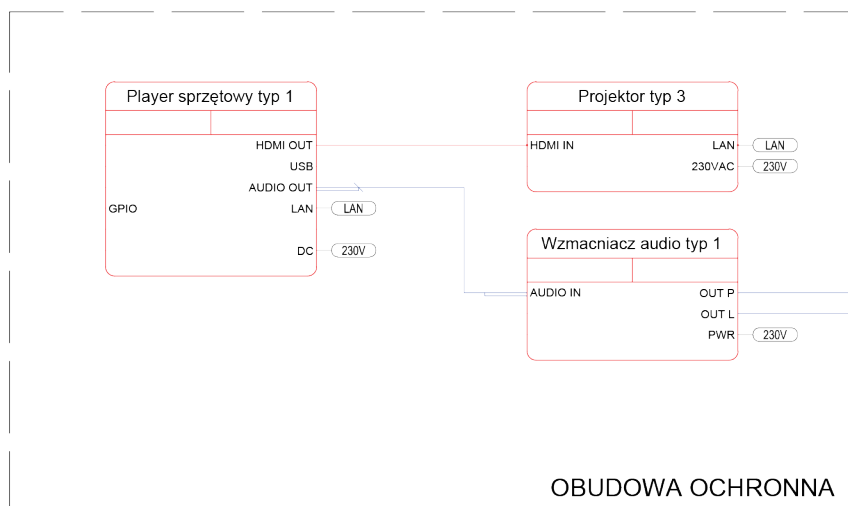 Player sprzętowy typ 1
HDMI OUT
USB
AUDIO OUT
GPIO
LAN
LAN
DC
230V
Projektor typ 3
HDMI IN
LAN
LAN
230VAC
230V
Wzmacniacz audio typ 1
AUDIO IN
OUT P
OUT L
PWR
230V
OBUDOWA OCHRONNA